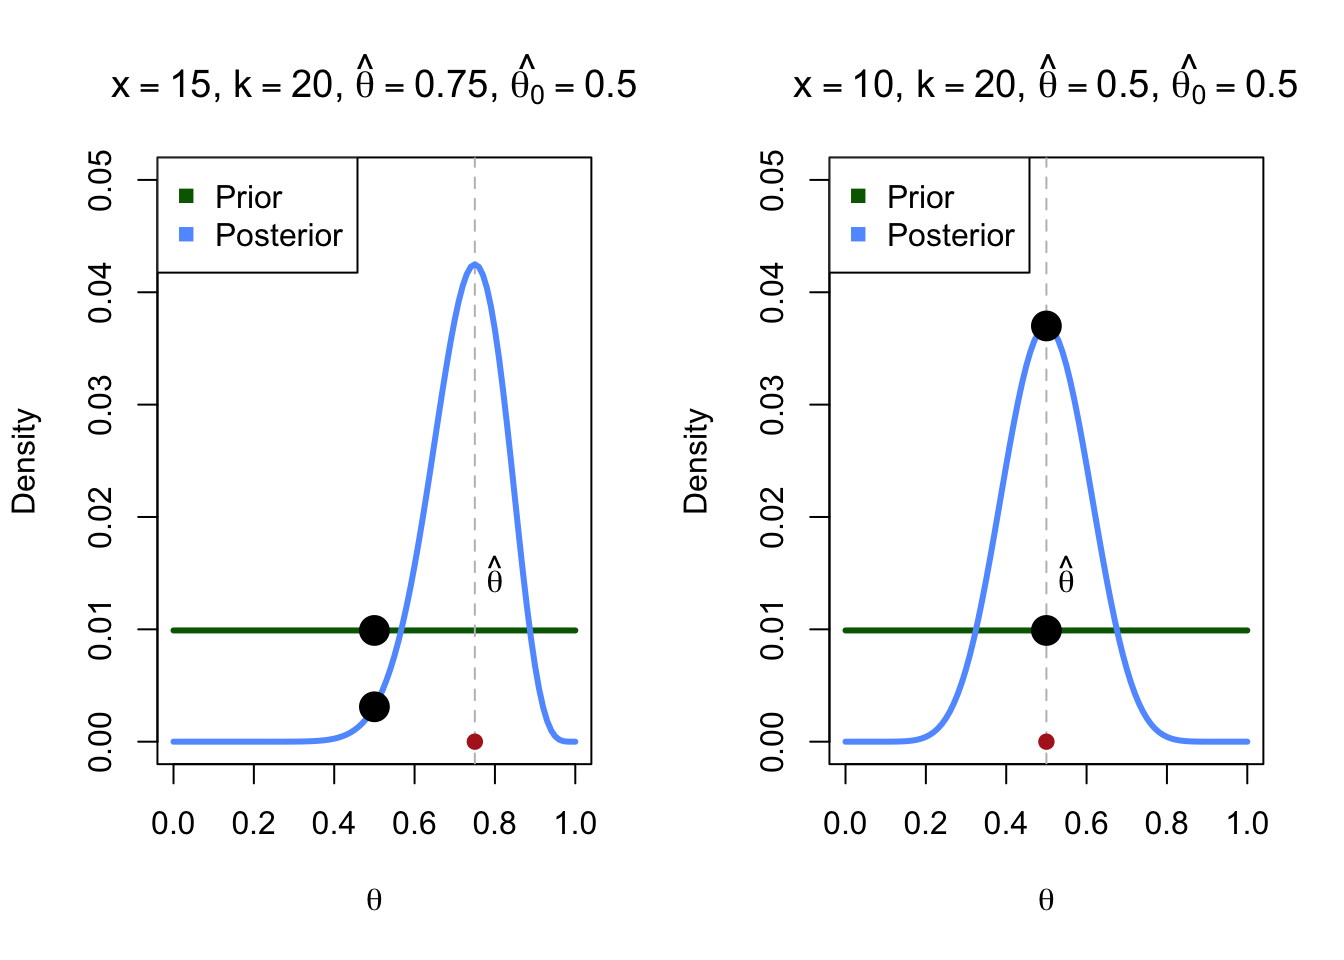 x = 15, k = 20, θ̂ = 0.75, θ̂₀ = 0.5
Prior
Posterior
Density
0.05
0.04
0.03
0.02
0.01
0.00
θ̂
0.0 0.2 0.4 0.6 0.8 1.0
θ
x = 10, k = 20, θ̂ = 0.5, θ̂₀ = 0.5
Prior
Posterior
Density
0.05
0.04
0.03
0.02
0.01
0.00
θ̂
0.0 0.2 0.4 0.6 0.8 1.0
θ